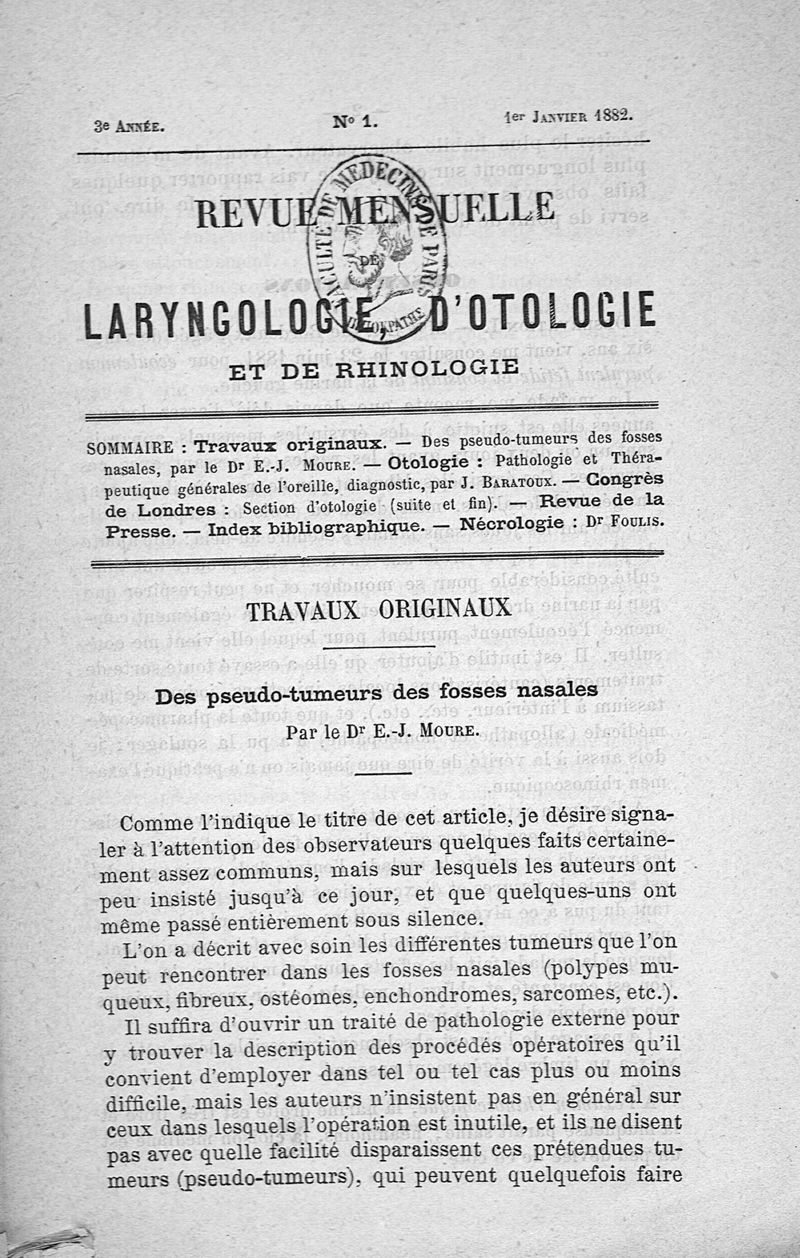 3e ANNÉE.
No 1.
1er JANVIER 1882.
REVUE MENSUELLE
DE
LARYNGOLOGIE, D'OTOLOGIE
ET DE RHINOLOGIE
FACULTE DE MEDECINE DE PARIS
HIPPOKPATHS
SOMMAIRE : Travaux originaux. — Des pseudo-tumeurs des fosses
nasales, par le Dr E.-J. MOURE. — Otologie : Pathologie et Théra-
peutique générales de l'oreille, diagnostic, par J. BARATOUX. — Congrès
de Londres : Section d'otologie (suite et fin). — Revue de la
Presse. — Index bibliographique. — Nécrologie : Dr FOULIS.
TRAVAUX ORIGINAUX
Des pseudo-tumeurs des fosses nasales
Par le Dr E.-J. MOURE.
Comme l'indique le titre de cet article, je désire signa-
ler à l'attention des observateurs quelques faits certaine-
ment assez communs, mais sur lesquels les auteurs ont
peu insisté jusqu'à ce jour, et que quelques-uns ont
même passé entièrement sous silence.
L'on a décrit avec soin les différentes tumeurs que l'on
peut rencontrer dans les fosses nasales (polypes mu-
queux, fibreux, ostéomes, enchondromes, sarcomes, etc.).
Il suffira d'ouvrir un traité de pathologie externe pour
y trouver la description des procédés opératoires qu'il
convient d'employer dans tel ou tel cas plus ou moins
difficile, mais les auteurs n'insistent pas en général sur
ceux dans lesquels l'opération est inutile, et ils ne disent
pas avec quelle facilité disparaissent ces prétendues tu-
meurs (pseudo-tumeurs), qui peuvent quelquefois faire